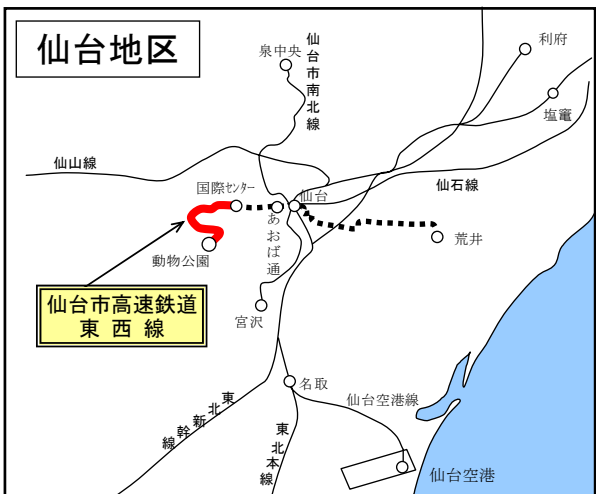 仙台地区
泉中央
仙台市南北線
利府
塩竈
仙山線
国際センター
仙台
仙石線
あおば通
荒井
動物公園
仙台市高速鉄道
東西線
宮沢
名取
仙台空港線
東北新幹線
東北本線
仙台空港